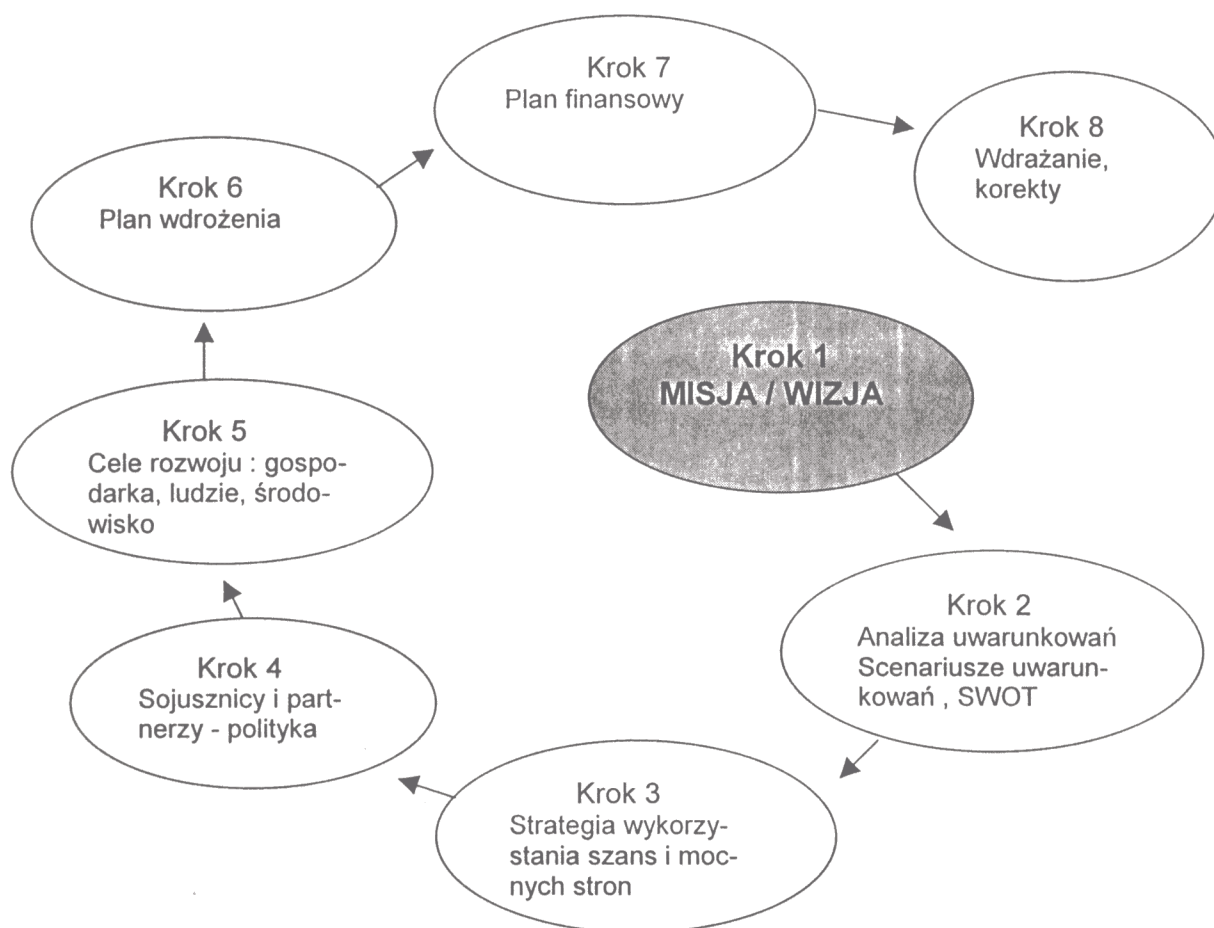 Krok 7
Plan finansowy
Krok 8
Wdrażanie,
korekty
Krok 6
Plan wdrożenia
Krok 1
MISJA / WIZJA
Krok 5
Cele rozwoju : gospo-
darka, ludzie, środo-
wisko
Krok 2
Analiza uwarunkowań
Scenariusze uwarun-
kowań , SWOT
Krok 4
Sojusznicy i part-
nerzy - polityka
Krok 3
Strategia wykorzy-
stania szans i moc-
nych stron